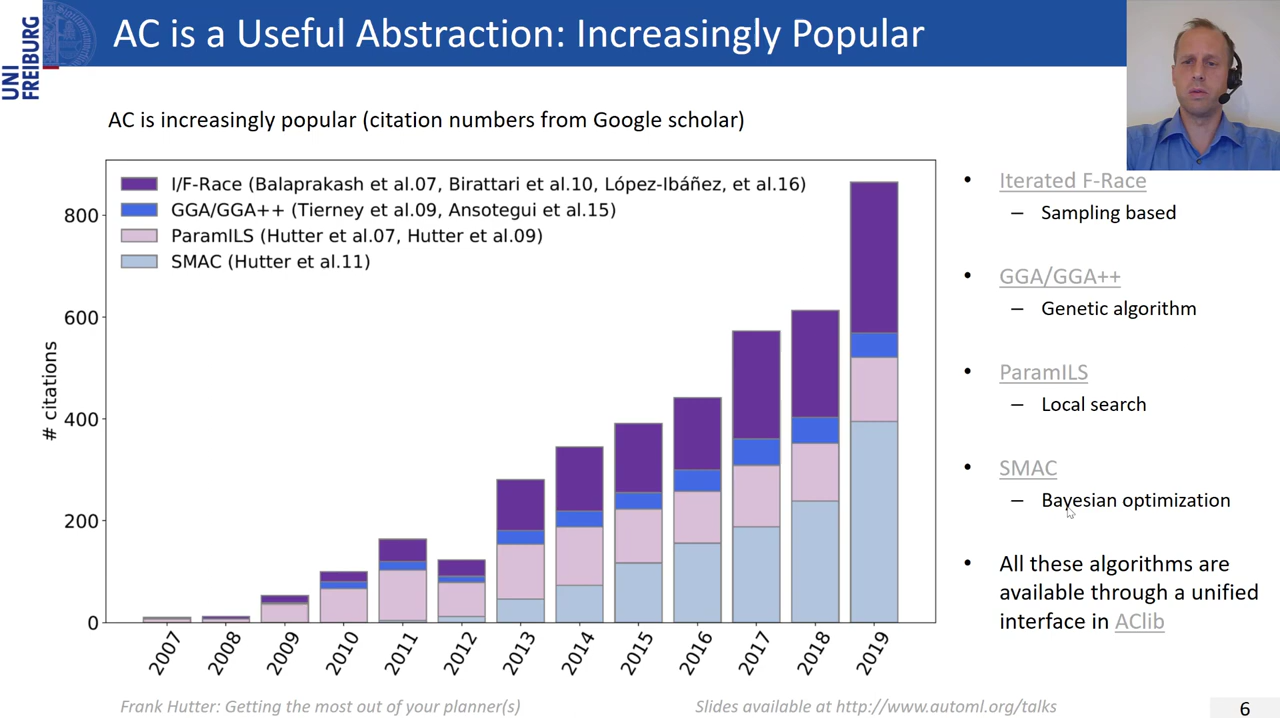 AC is a Useful Abstraction: Increasingly Popular
UNI
FREIBURG
AC is increasingly popular (citation numbers from Google scholar)
I/F-Race (Balaprakash et al.07, Birattari et al.10, López-Ibáñez, et al.16)
GGA/GGA++ (Tierney et al.09, Ansotegui et al.15)
ParamILS (Hutter et al.07, Hutter et al.09)
SMAC (Hutter et al.11)
# citations
800
600
400
200
0
2007 2008 2009 2010 2011 2012 2013 2014 2015 2016 2017 2018 2019
• Iterated F-Race
– Sampling based
• GGA/GGA++
– Genetic algorithm
• ParamILS
– Local search
• SMAC
– Bayesian optimization
• All these algorithms are
available through a unified
interface in AClib
Frank Hutter: Getting the most out of your planner(s)
Slides available at http://www.automl.org/talks
6